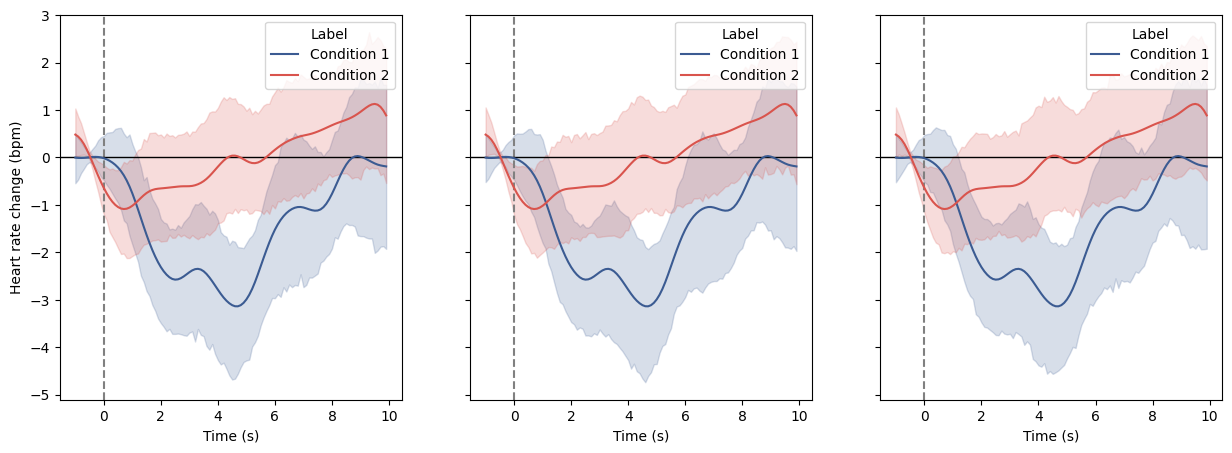 Heart rate change (bpm)
3
2
1
0
−1
−2
−3
−4
−5
Label
Condition 1
Condition 2
0 2 4 6 8 10
Time (s)
Label
Condition 1
Condition 2
0 2 4 6 8 10
Time (s)
Label
Condition 1
Condition 2
0 2 4 6 8 10
Time (s)